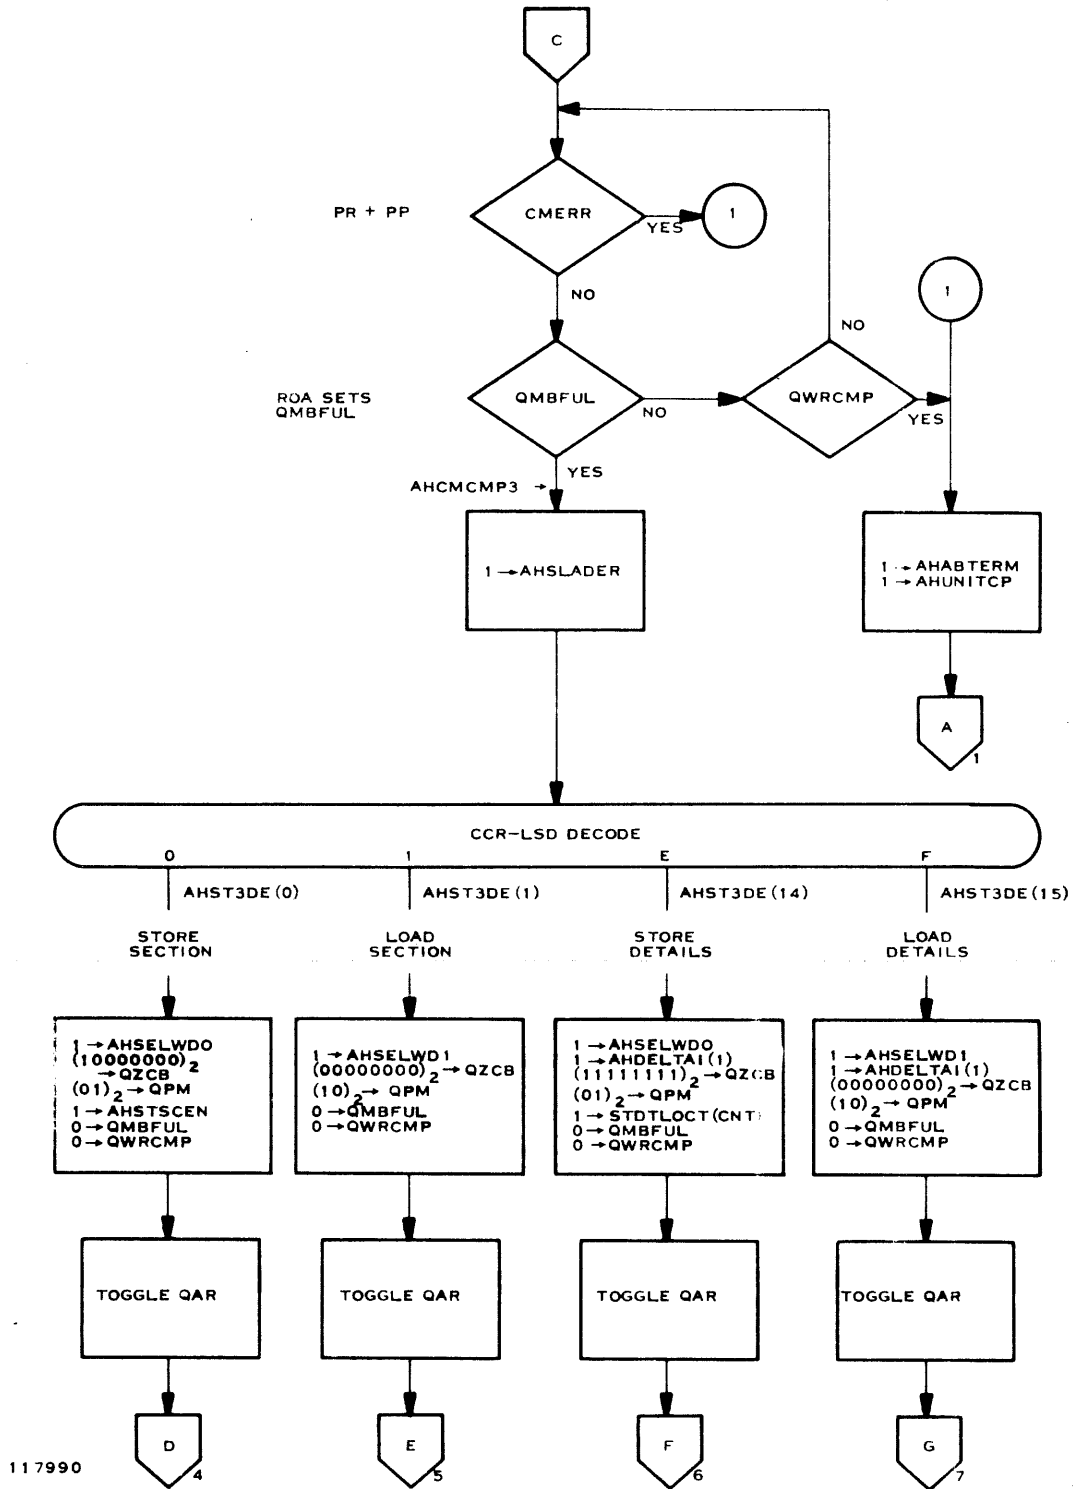 C
PR + PP
CMERR
YES
1
NO
1
NO
ROA SETS
QMBFUL
QMBFUL
NO
QWRCMP
YES
YES
AHCMCMP3 →
1 → AHSLADER
1 → AHABTERM
1 → AHUNITCP
A
1
CCR-LSD DECODE
0 1 E F
AHST3DE(0) AHST3DE(1) AHST3DE(14) AHST3DE(15)
STORE
SECTION
LOAD
SECTION
STORE
DETAILS
LOAD
DETAILS
1 → AHSELWD0
(10000000)2
→ QZCB
(01)2 → QPM
1 → AHSTSCEN
0 → QMBFUL
0 → QWRCMP
1 → AHSELWD1
(00000000)2 → QZCB
(10)2 → QPM
0 → QMBFUL
0 → QWRCMP
1 → AHSELWD0
1 → AHDELTAI(1)
(11111111)2 → QZCB
(01)2 → QPM
1 → STDTLOCT(CNT)
0 → QMBFUL
0 → QWRCMP
1 → AHSELWD1
1 → AHDELTAI(1)
(00000000)2 → QZCB
(10)2 → QPM
0 → QMBFUL
0 → QWRCMP
TOGGLE QAR
TOGGLE QAR
TOGGLE QAR
TOGGLE QAR
D
4
E
5
F
6
G
7
117990